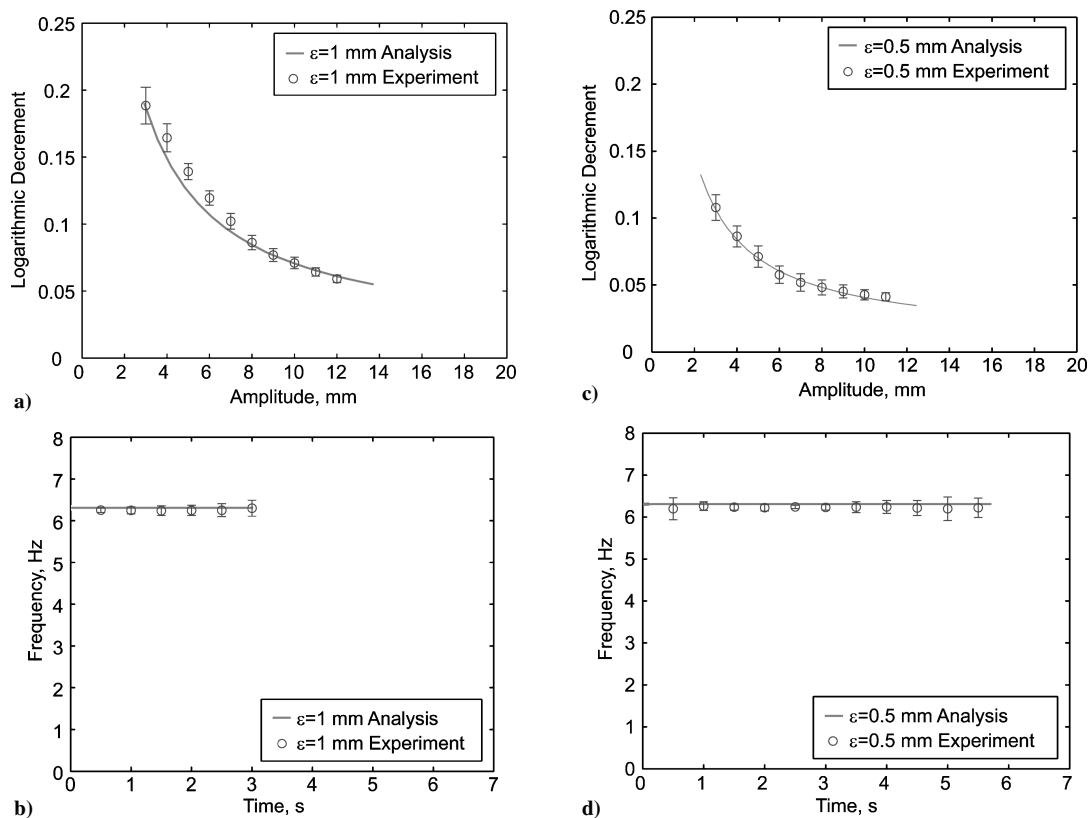 0.25
0.2
0.15
0.1
0.05
0
Logarithmic Decrement
ε=1 mm Analysis
ε=1 mm Experiment
0 2 4 6 8 10 12 14 16 18 20
Amplitude, mm
a)
0.25
0.2
0.15
0.1
0.05
0
Logarithmic Decrement
ε=0.5 mm Analysis
ε=0.5 mm Experiment
0 2 4 6 8 10 12 14 16 18 20
Amplitude, mm
c)
8
7
6
5
4
3
2
1
0
Frequency, Hz
ε=1 mm Analysis
ε=1 mm Experiment
0 1 2 3 4 5 6 7
Time, s
b)
8
7
6
5
4
3
2
1
0
Frequency, Hz
ε=0.5 mm Analysis
ε=0.5 mm Experiment
0 1 2 3 4 5 6 7
Time, s
d)